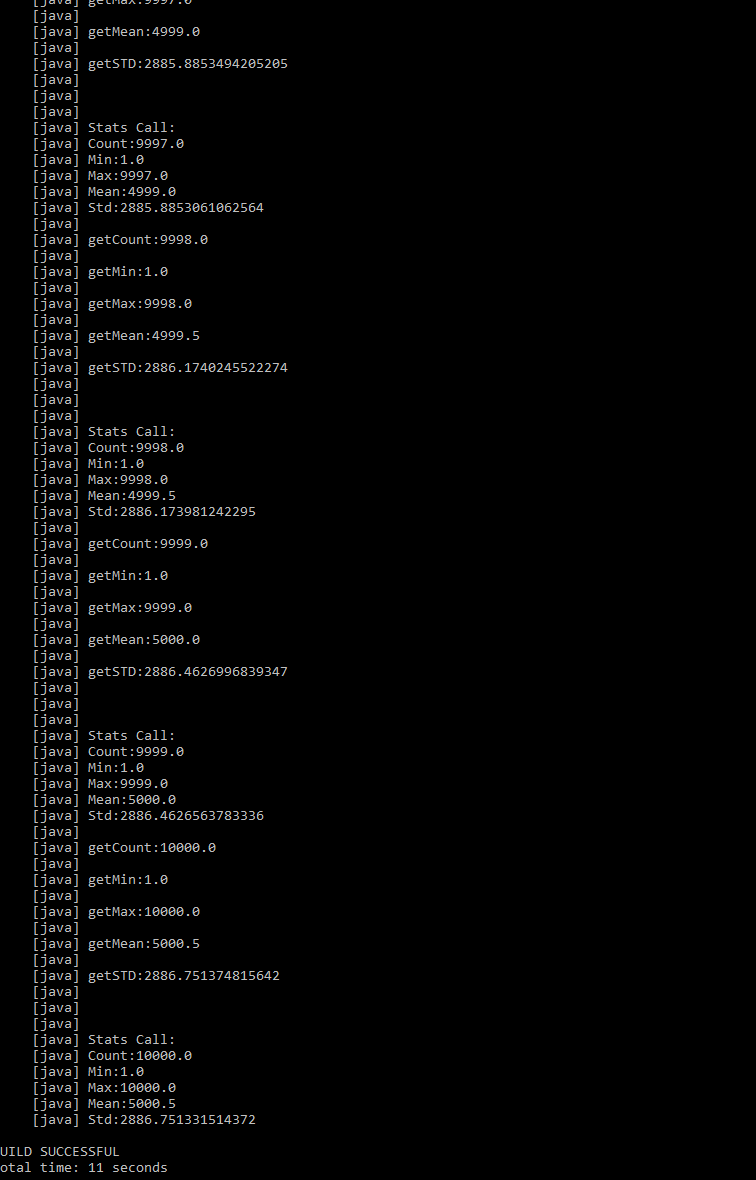 [java] getMax:9997.0
[java]
[java] getMean:4999.0
[java]
[java] getSTD:2885.8853494205205
[java]
[java]
[java]
[java] Stats Call:
[java] Count:9997.0
[java] Min:1.0
[java] Max:9997.0
[java] Mean:4999.0
[java] Std:2885.8853061062564
[java]
[java] getCount:9998.0
[java]
[java] getMin:1.0
[java]
[java] getMax:9998.0
[java]
[java] getMean:4999.5
[java]
[java] getSTD:2886.1740245522274
[java]
[java]
[java]
[java] Stats Call:
[java] Count:9998.0
[java] Min:1.0
[java] Max:9998.0
[java] Mean:4999.5
[java] Std:2886.173981242295
[java]
[java] getCount:9999.0
[java]
[java] getMin:1.0
[java]
[java] getMax:9999.0
[java]
[java] getMean:5000.0
[java]
[java] getSTD:2886.4626996839347
[java]
[java]
[java]
[java] Stats Call:
[java] Count:9999.0
[java] Min:1.0
[java] Max:9999.0
[java] Mean:5000.0
[java] Std:2886.4626563783336
[java]
[java] getCount:10000.0
[java]
[java] getMin:1.0
[java]
[java] getMax:10000.0
[java]
[java] getMean:5000.5
[java]
[java] getSTD:2886.751374815642
[java]
[java]
[java]
[java] Stats Call:
[java] Count:10000.0
[java] Min:1.0
[java] Max:10000.0
[java] Mean:5000.5
[java] Std:2886.751331514372
UILD SUCCESSFUL
otal time: 11 seconds